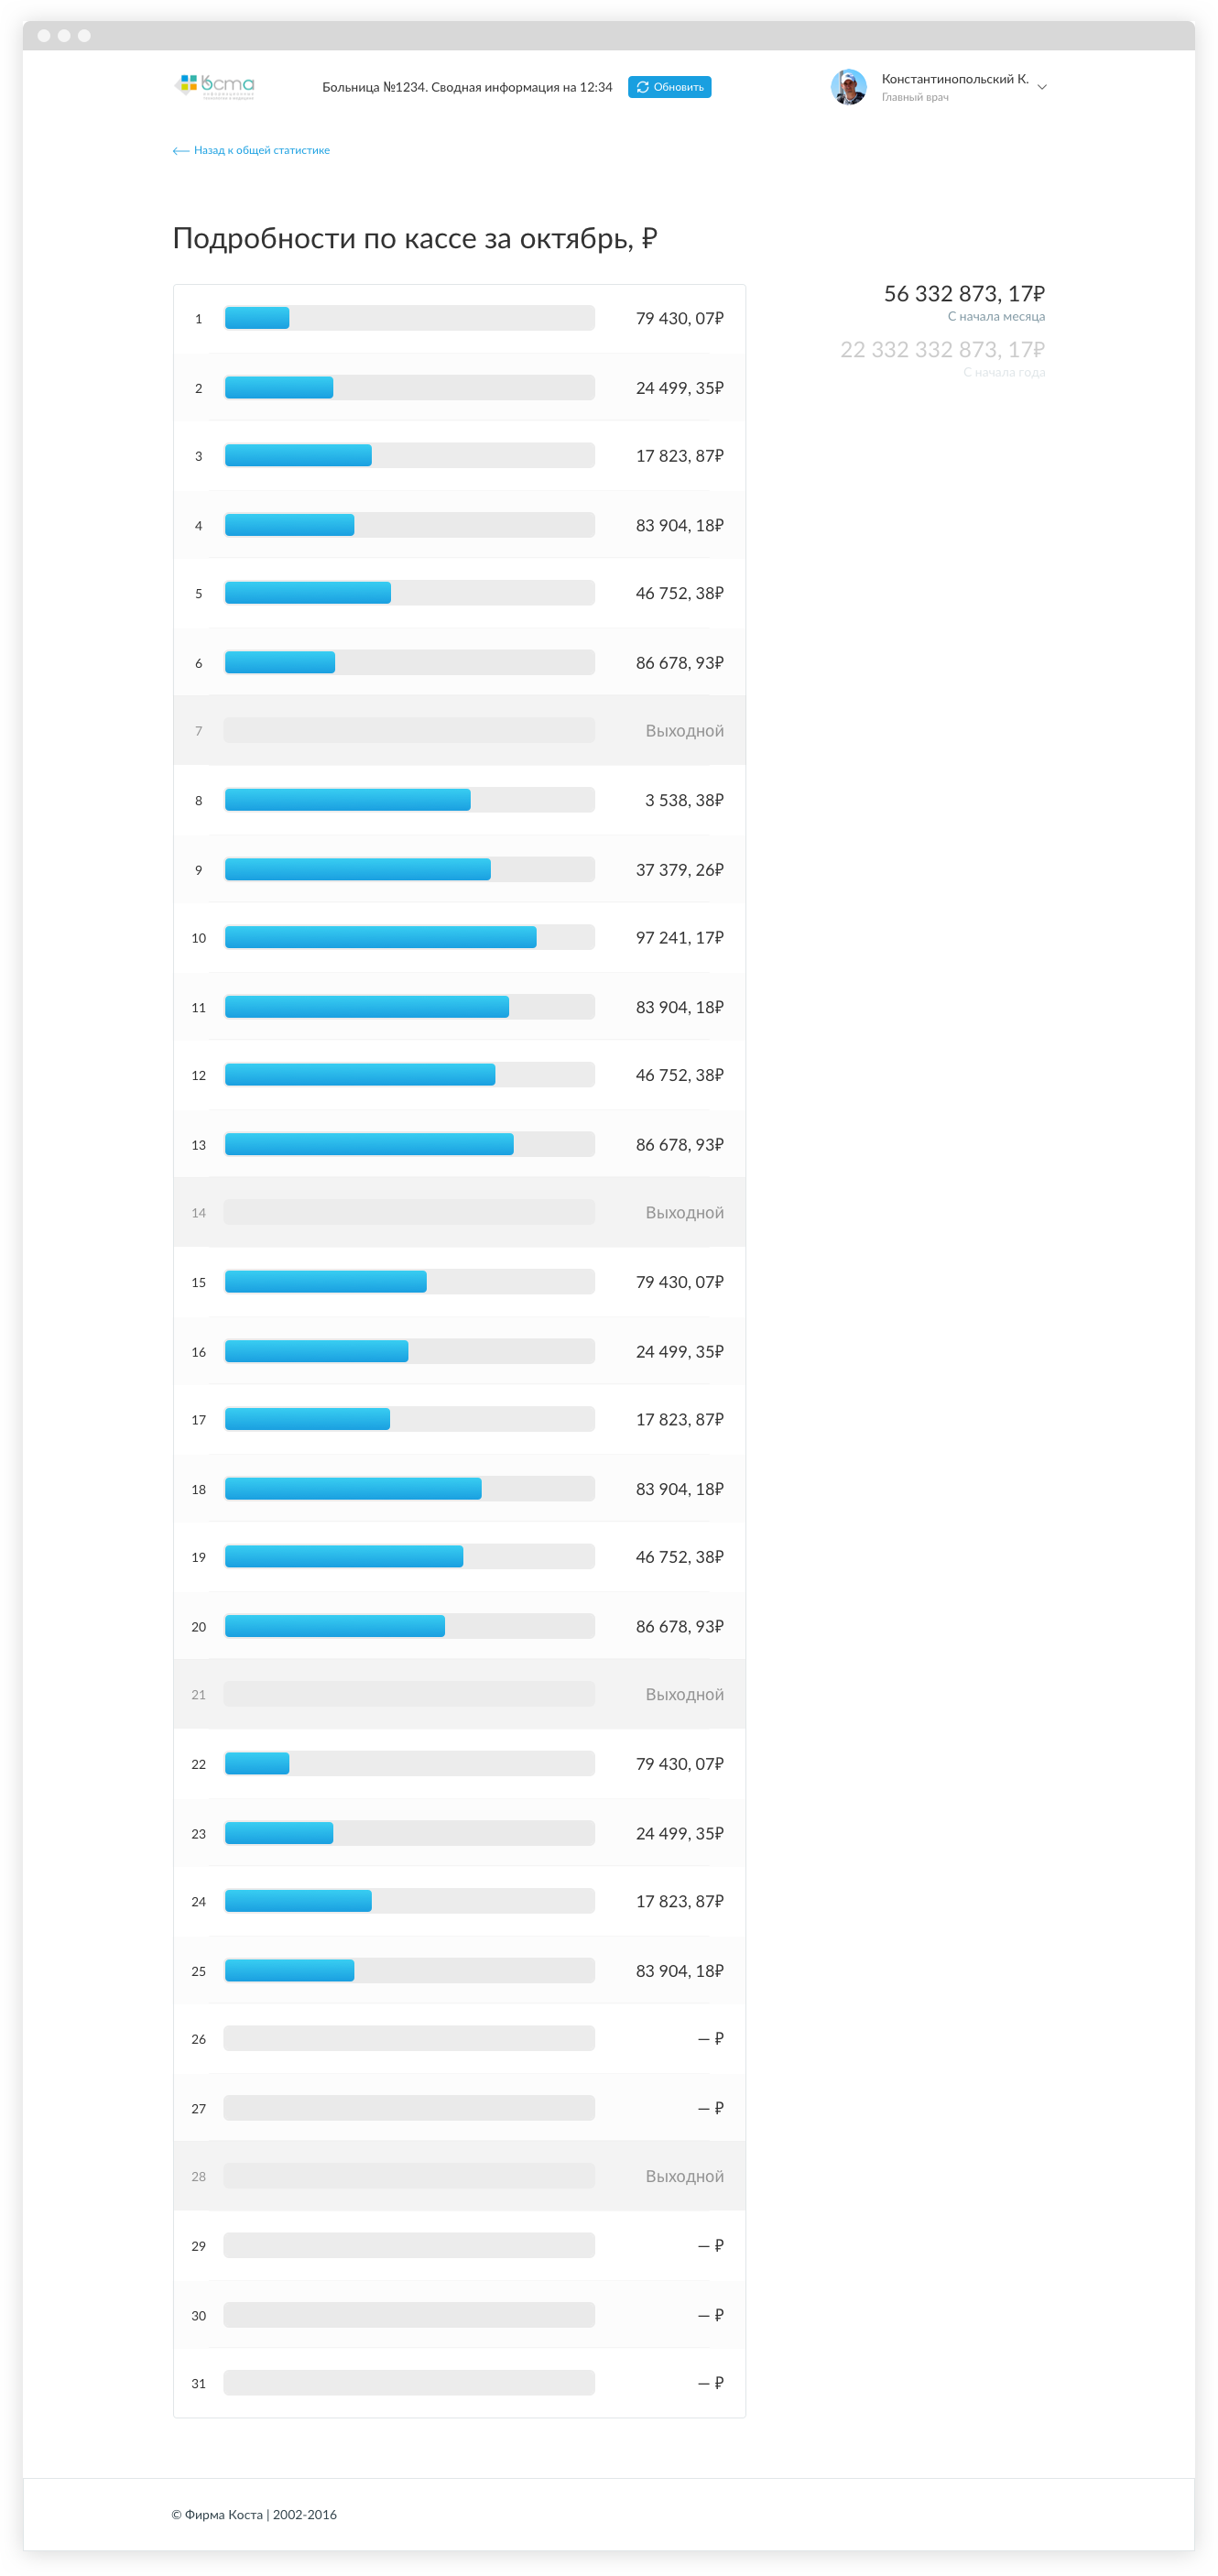 Коста
Больница №1234. Сводная информация на 12:34
Обновить
Константинопольский К.
Главный врач
Назад к общей статистике
Подробности по кассе за октябрь, ₽
56 332 873, 17₽
С начала месяца
22 332 332 873, 17₽
С начала года
1 79 430, 07₽
2 24 499, 35₽
3 17 823, 87₽
4 83 904, 18₽
5 46 752, 38₽
6 86 678, 93₽
7 Выходной
8 3 538, 38₽
9 37 379, 26₽
10 97 241, 17₽
11 83 904, 18₽
12 46 752, 38₽
13 86 678, 93₽
14 Выходной
15 79 430, 07₽
16 24 499, 35₽
17 17 823, 87₽
18 83 904, 18₽
19 46 752, 38₽
20 86 678, 93₽
21 Выходной
22 79 430, 07₽
23 24 499, 35₽
24 17 823, 87₽
25 83 904, 18₽
26 — ₽
27 — ₽
28 Выходной
29 — ₽
30 — ₽
31 — ₽
© Фирма Коста | 2002-2016